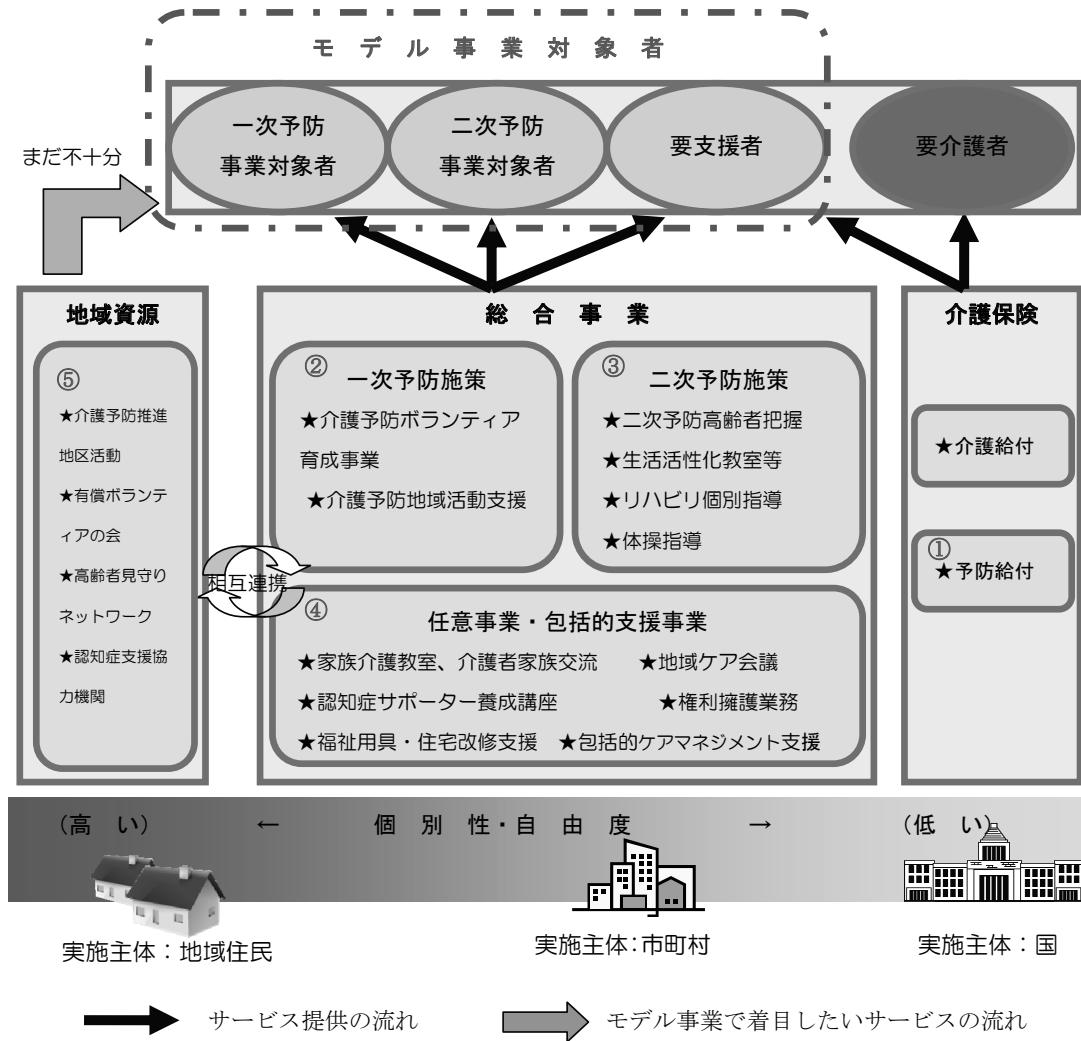 モデル事業対象者
一次予防
事業対象者
二次予防
事業対象者
要支援者
要介護者
まだ不十分
地域資源
⑤
★介護予防推進
地区活動
★有償ボランテ
ィアの会
★高齢者見守り
ネットワーク
★認知症支援協
力機関
相互連携
総合事業
②
一次予防施策
★介護予防ボランティア
育成事業
★介護予防地域活動支援
③
二次予防施策
★二次予防高齢者把握
★生活活性化教室等
★リハビリ個別指導
★体操指導
④
任意事業・包括的支援事業
★家族介護教室、介護者家族交流 ★地域ケア会議
★認知症サポーター養成講座 ★権利擁護業務
★福祉用具・住宅改修支援 ★包括的ケアマネジメント支援
介護保険
★介護給付
①
★予防給付
(高い) ← 個別性・自由度 → (低い)
実施主体：地域住民
実施主体：市町村
実施主体：国
サービス提供の流れ
モデル事業で着目したいサービスの流れ